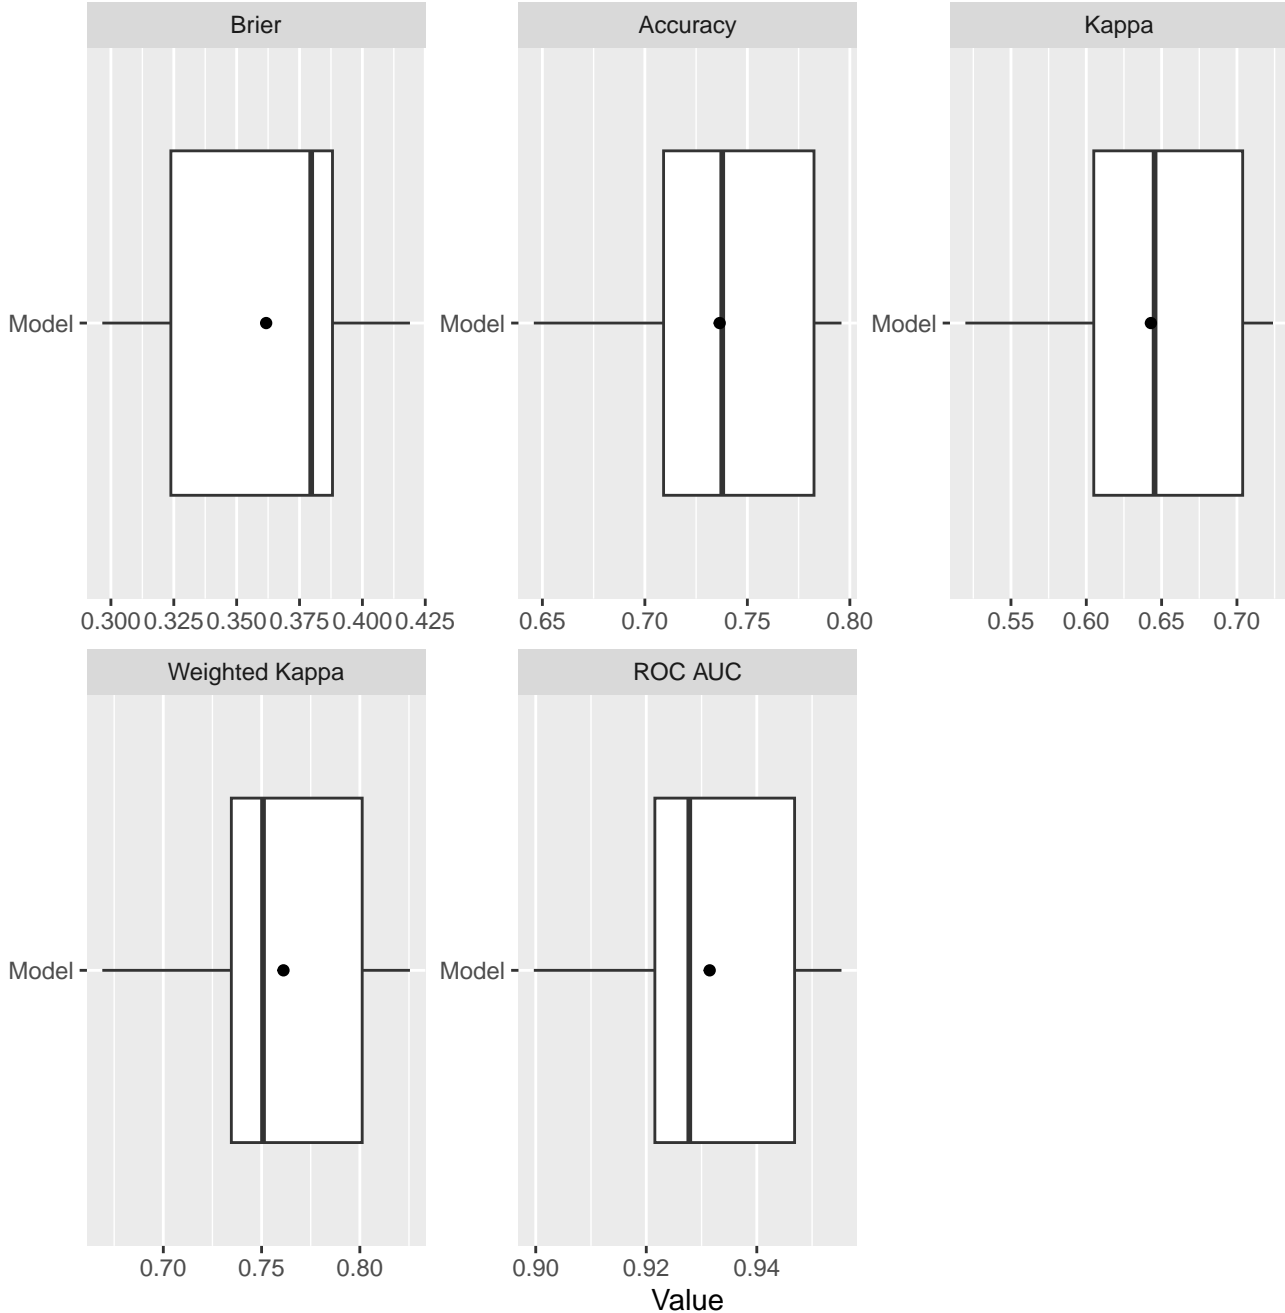 Brier
Accuracy
Kappa
Model
Model
Model
0.300 0.325 0.350 0.375 0.400 0.425
0.65 0.70 0.75 0.80
0.55 0.60 0.65 0.70
Weighted Kappa
ROC AUC
Model
Model
0.70 0.75 0.80
0.90 0.92 0.94
Value